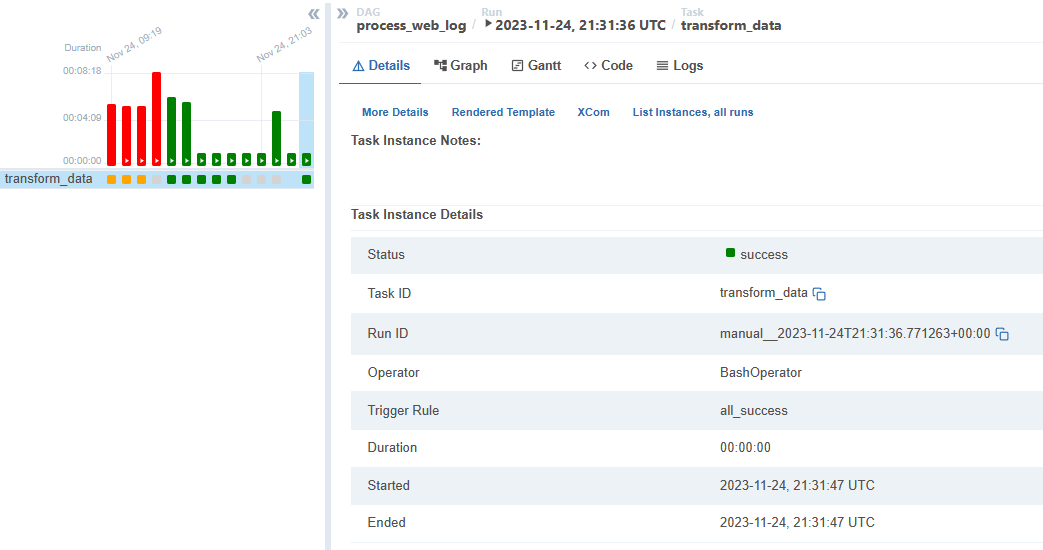 Duration
Nov 24, 09:19
Nov 24, 21:03
00:08:18
00:04:09
00:00:00
transform_data
DAG
process_web_log
/
Run
2023-11-24, 21:31:36 UTC
/
Task
transform_data
Details
Graph
Gantt
Code
Logs
More Details
Rendered Template
XCom
List Instances, all runs
Task Instance Notes:
Task Instance Details
Status success
Task ID transform_data
Run ID manual__2023-11-24T21:31:36.771263+00:00
Operator BashOperator
Trigger Rule all_success
Duration 00:00:00
Started 2023-11-24, 21:31:47 UTC
Ended 2023-11-24, 21:31:47 UTC